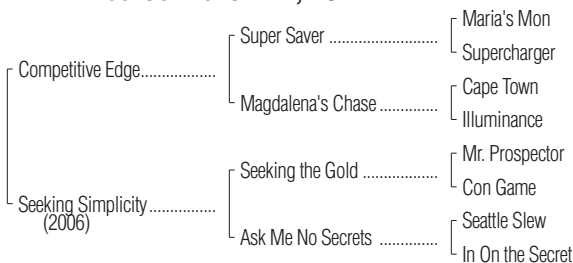 Maria's Mon
Super Saver ..........................
Supercharger
Competitive Edge..................
Cape Town
Magdalena's Chase ..............
Illuminance
Mr. Prospector
Seeking the Gold ..................
Con Game
Seeking Simplicity................
(2006)
Seattle Slew
Ask Me No Secrets ..............
In On the Secret